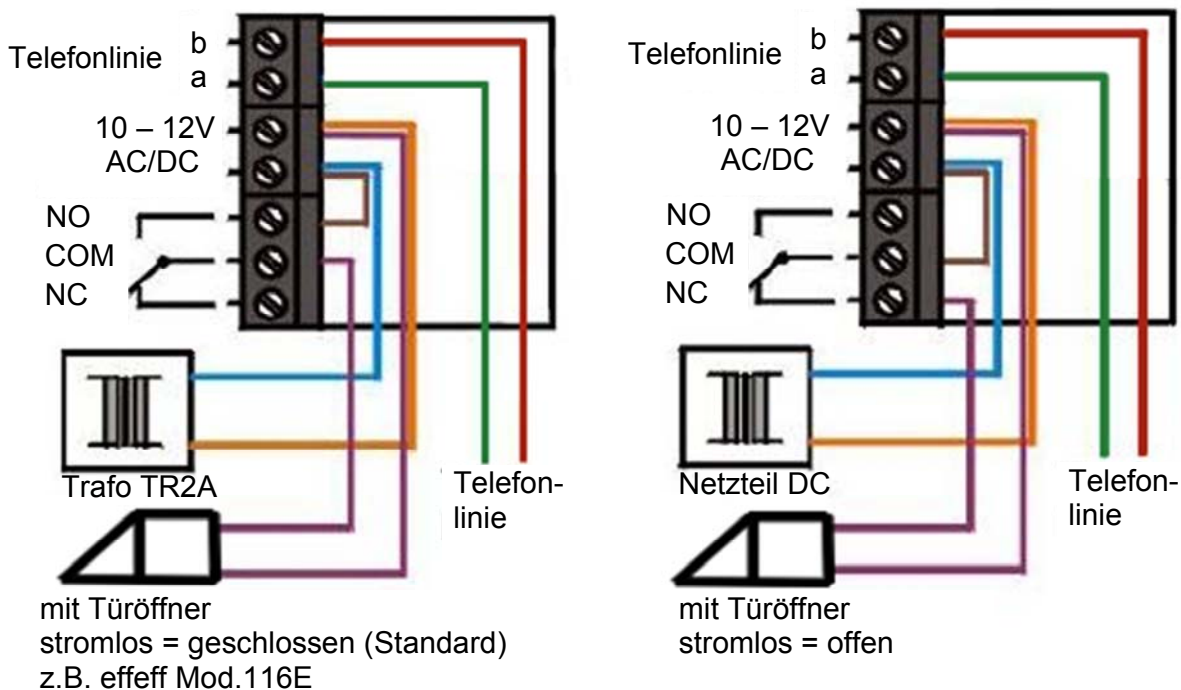 Telefonlinie
b
a
10 – 12V
AC/DC
NO
COM
NC
Trafo TR2A
Telefon-
linie
mit Türöffner
stromlos = geschlossen (Standard)
z.B. effeff Mod.116E
Telefonlinie
b
a
10 – 12V
AC/DC
NO
COM
NC
Netzteil DC
Telefon-
linie
mit Türöffner
stromlos = offen